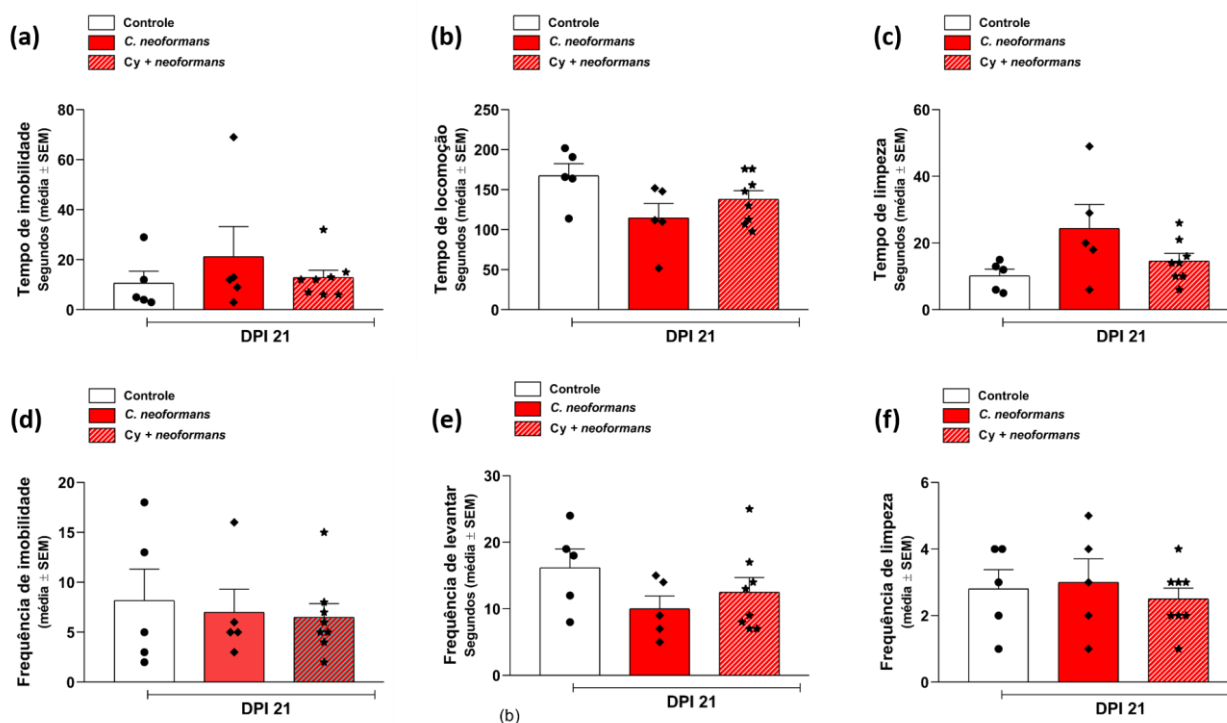 (a)
Controle
C. neoformans
Cy + neoformans
Tempo de imobilidade
Segundos (média ± SEM)
80
60
40
20
0
DPI 21
(b)
Controle
C. neoformans
Cy + neoformans
Tempo de locomoção
Segundos (média ± SEM)
250
200
150
100
50
0
DPI 21
(c)
Controle
C. neoformans
Cy + neoformans
Tempo de limpeza
Segundos (média ± SEM)
60
40
20
0
DPI 21
(d)
Controle
C. neoformans
Cy + neoformans
Frequência de imobilidade
(média ± SEM)
20
15
10
5
0
DPI 21
(e)
Controle
C. neoformans
Cy + neoformans
Frequência de levantar
Segundos (média ± SEM)
30
20
10
0
DPI 21
(b)
(f)
Controle
C. neoformans
Cy + neoformans
Frequência de limpeza
(média ± SEM)
6
4
2
0
DPI 21